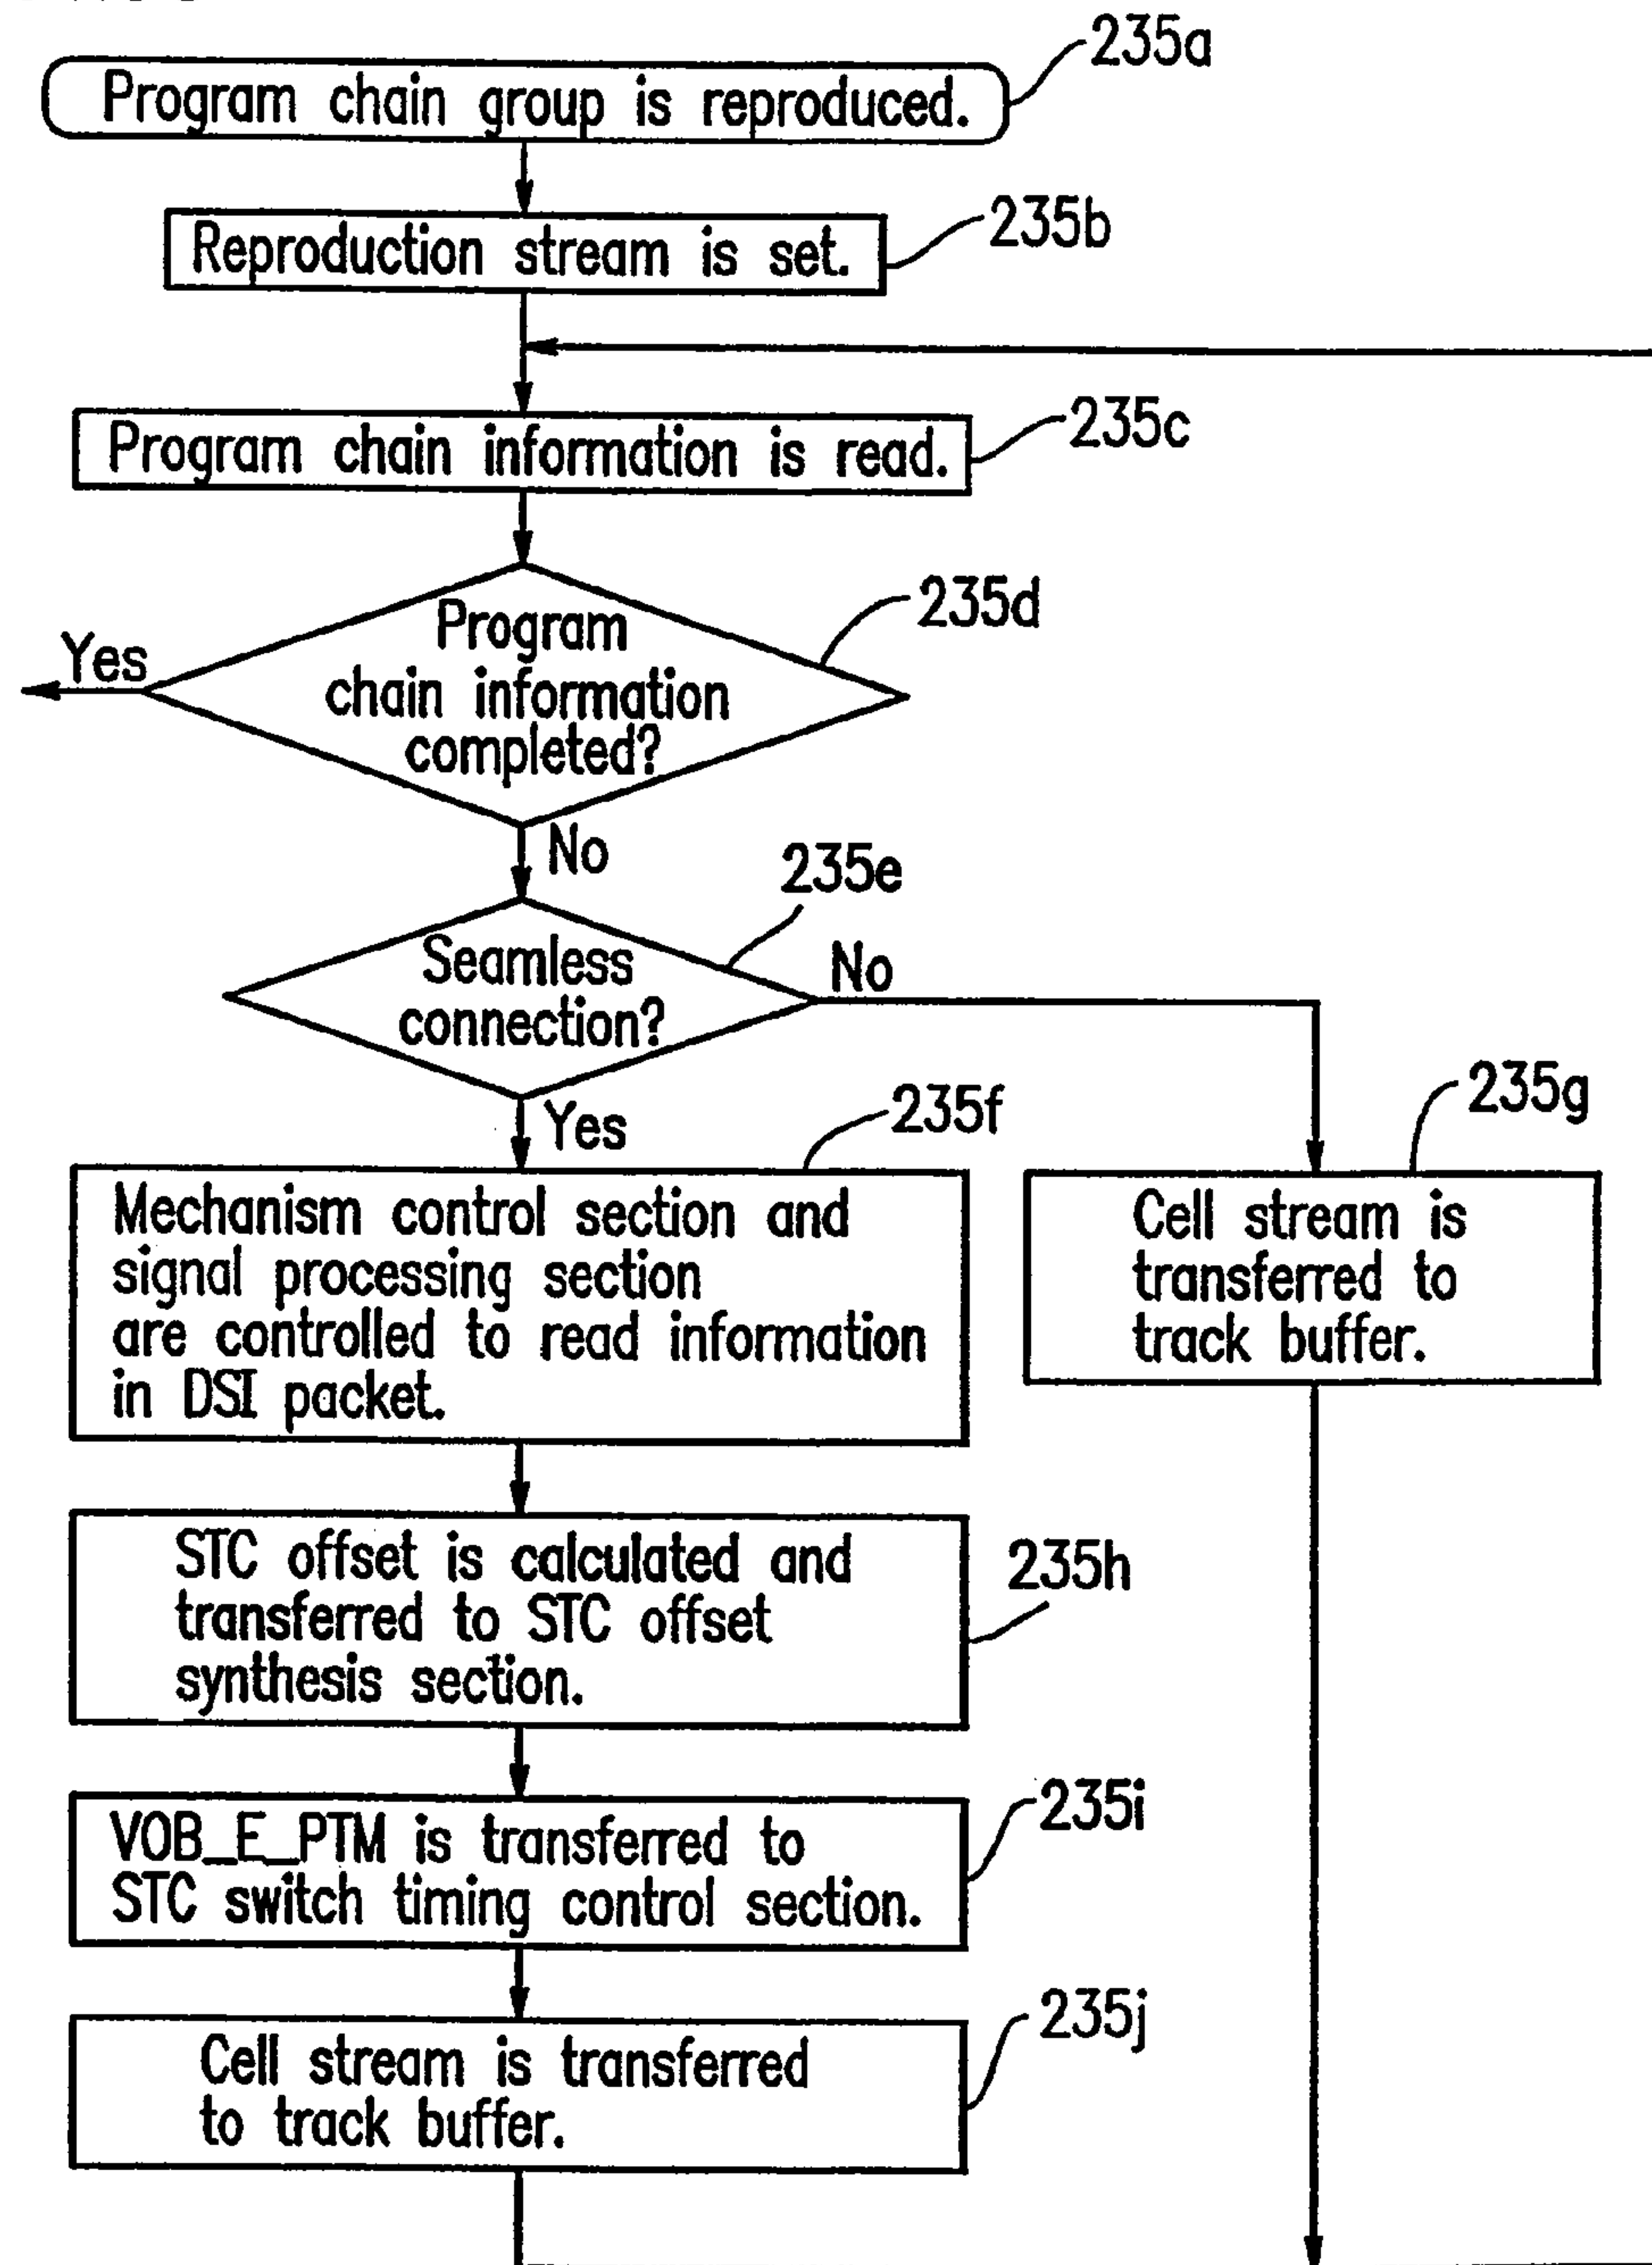 235a
Program chain group is reproduced.
235b
Reproduction stream is set.
235c
Program chain information is read.
235d
Program
chain information
completed?
Yes
No
235e
Seamless
connection?
No
Yes
235f
235g
Mechanism control section and
signal processing section
are controlled to read information
in DSI packet.
Cell stream is
transferred to
track buffer.
STC offset is calculated and
transferred to STC offset
synthesis section.
235h
VOB_E_PTM is transferred to
STC switch timing control section.
235i
Cell stream is transferred
to track buffer.
235j